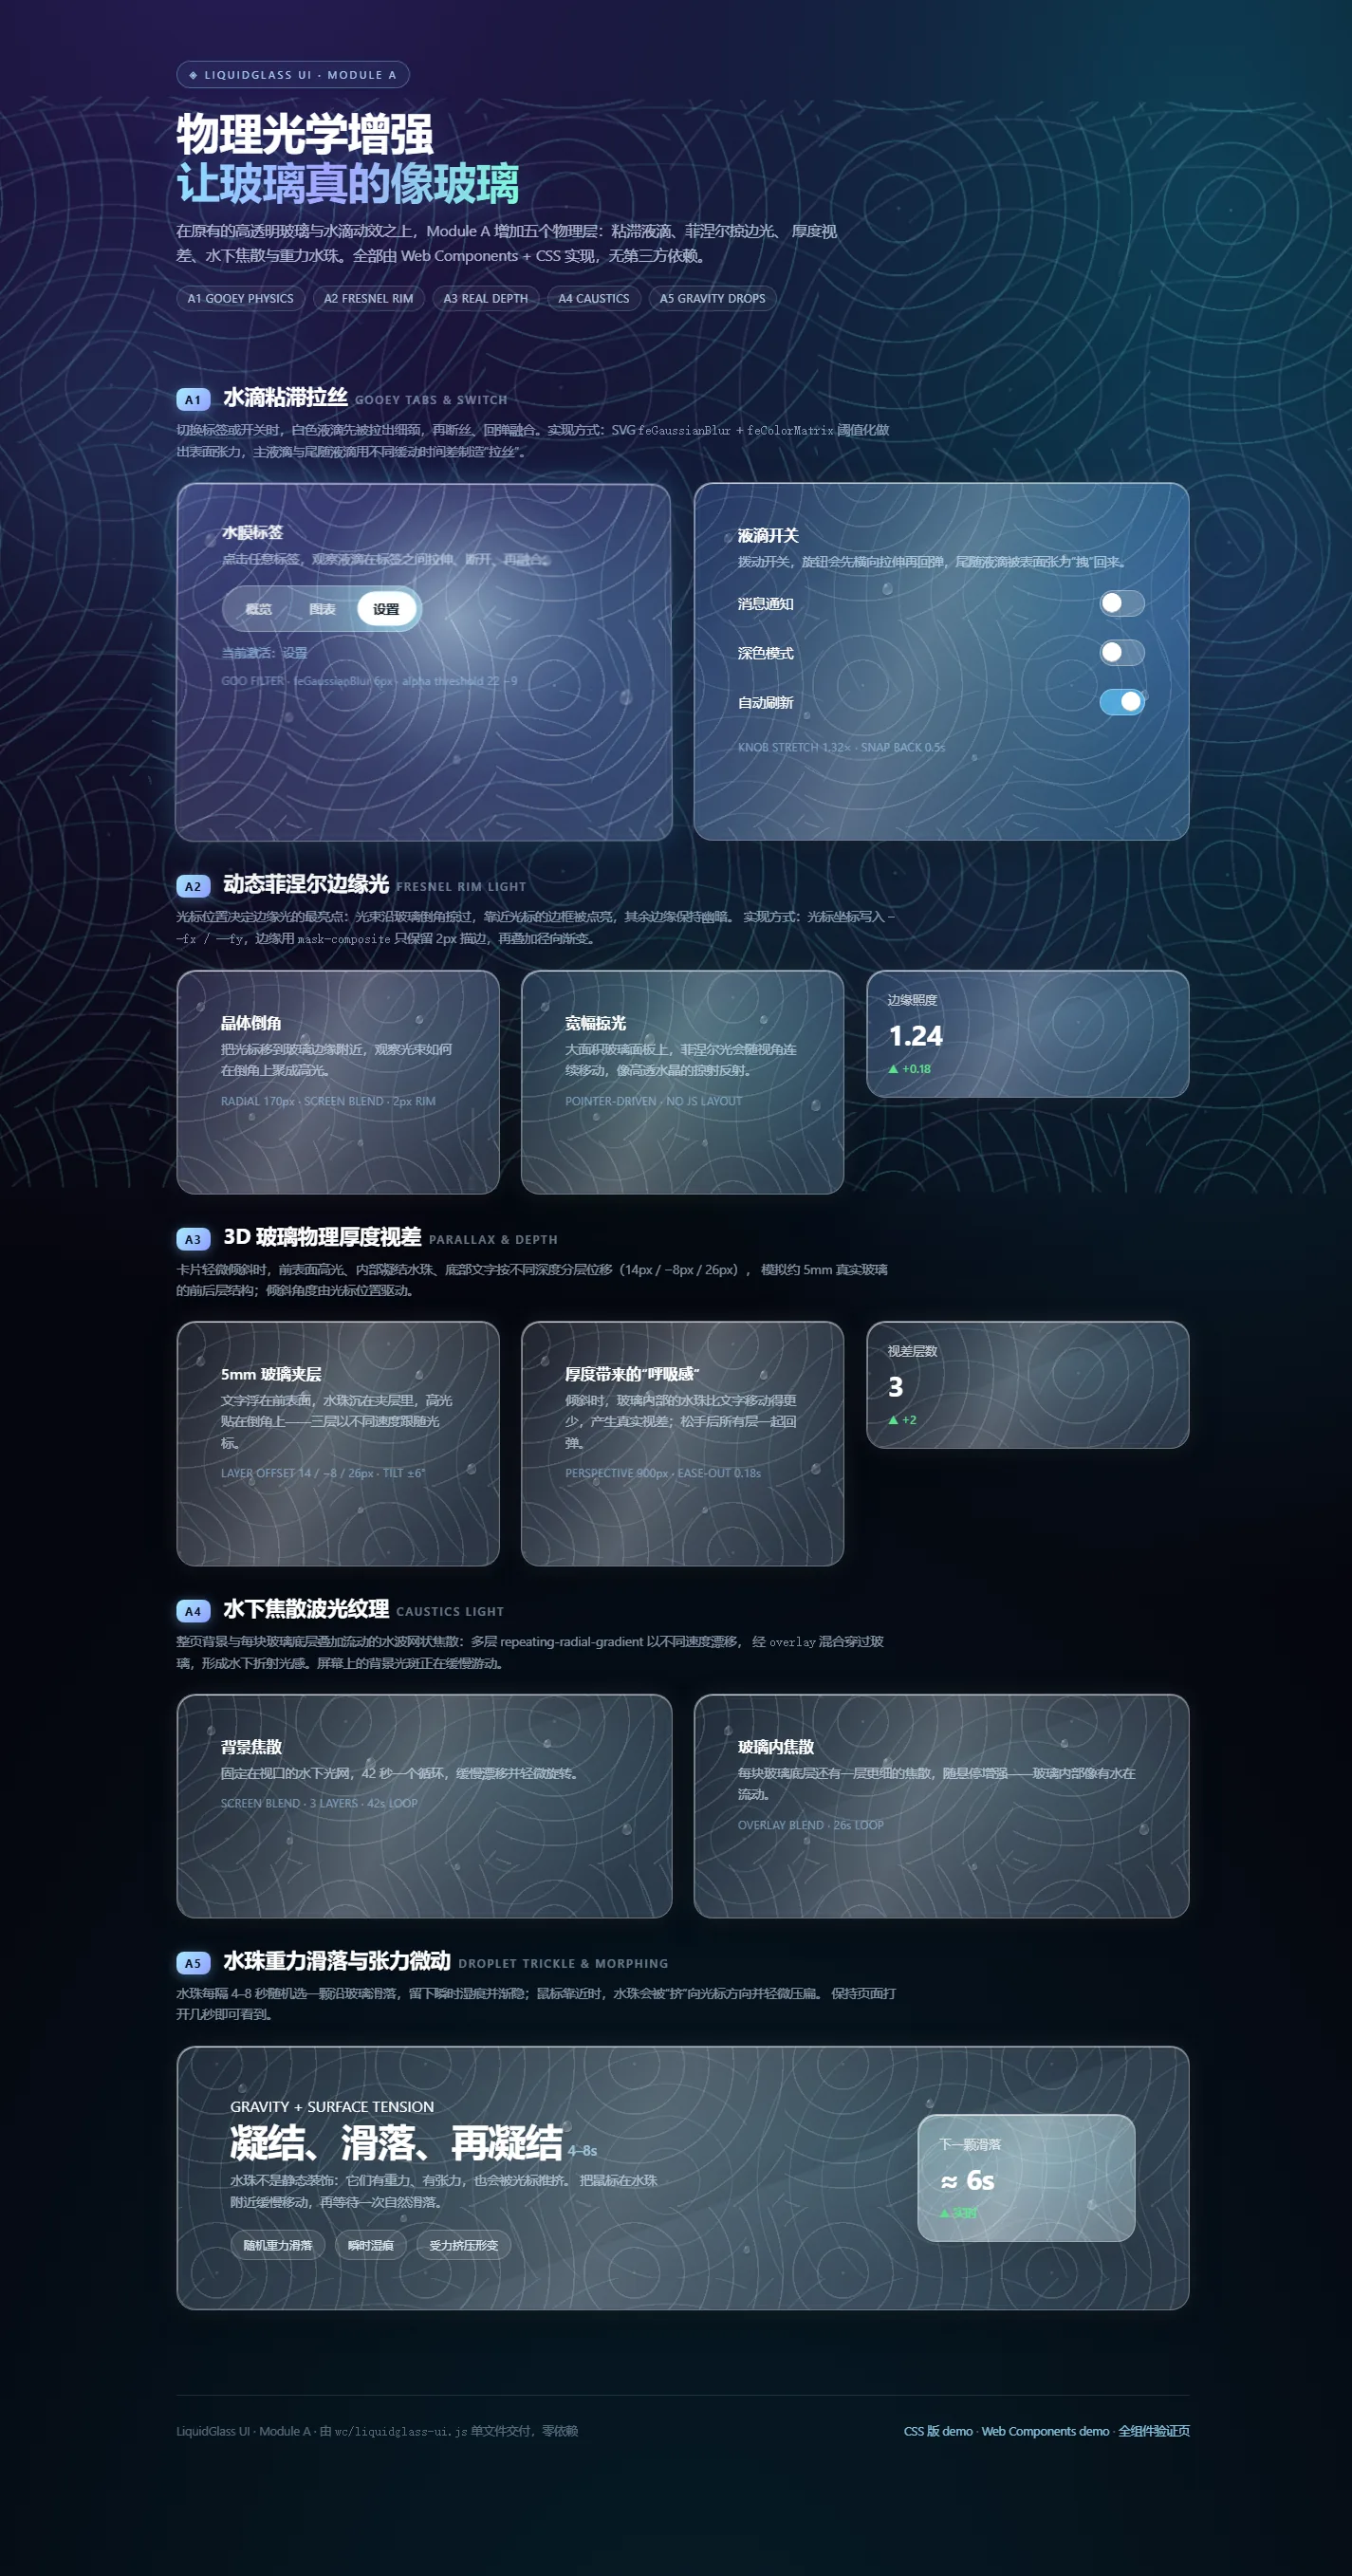 ◈ LIQUIDGLASS UI · MODULE A
物理光学增强
让玻璃真的像玻璃
在原有的高透明玻璃与水滴动效之上，Module A 增加五个物理层：粘滞液滴、菲涅尔掠边光、 厚度视
差、水下焦散与重力水珠。全部由 Web Components + CSS 实现，无第三方依赖。
A1 GOOEY PHYSICS
A2 FRESNEL RIM
A3 REAL DEPTH
A4 CAUSTICS
A5 GRAVITY DROPS
A1 水滴粘滞拉丝 GOOEY TABS & SWITCH
切换标签或开关时，白色液滴先被拉出细颈，再断丝、回弹融合。实现方式：SVG feGaussianBlur + feColorMatrix 阈值化做
出表面张力，主液滴与尾随液滴用不同缓动时间差制造"拉丝"。
水膜标签
点击任意标签，观察液滴在标签之间拉伸、断开、再融合。
概览 图表 设置
当前激活：设置
GOO FILTER · feGaussianBlur 6px · alpha threshold 22 −9
液滴开关
拨动开关，旋钮会先横向拉伸再回弹，尾随液滴被表面张力"拽"回来。
消息通知
深色模式
自动刷新
KNOB STRETCH 1.32× · SNAP BACK 0.5s
A2 动态菲涅尔边缘光 FRESNEL RIM LIGHT
光标位置决定边缘光的最亮点：光束沿玻璃倒角掠过，靠近光标的边框被点亮，其余边缘保持幽暗。 实现方式：光标坐标写入 -
-fx / --fy，边缘用 mask-composite 只保留 2px 描边，再叠加径向渐变。
晶体倒角
把光标移到玻璃边缘附近，观察光束如何
在倒角上聚成高光。
RADIAL 170px · SCREEN BLEND · 2px RIM
宽幅掠光
大面积玻璃面板上，菲涅尔光会随视角连
续移动，像高透水晶的掠射反射。
POINTER-DRIVEN · NO JS LAYOUT
边缘照度
1.24
▲ +0.18
A3 3D 玻璃物理厚度视差 PARALLAX & DEPTH
卡片轻微倾斜时，前表面高光、内部凝结水珠、底部文字按不同深度分层位移（14px / −8px / 26px）， 模拟约 5mm 真实玻璃
的前后层结构；倾斜角度由光标位置驱动。
5mm 玻璃夹层
文字浮在前表面，水珠沉在夹层里，高光
贴在倒角上——三层以不同速度跟随光
标。
LAYER OFFSET 14 / −8 / 26px · TILT ±6°
厚度带来的"呼吸感"
倾斜时，玻璃内部的水珠比文字移动得更
少，产生真实视差；松手后所有层一起回
弹。
PERSPECTIVE 900px · EASE-OUT 0.18s
视差层数
3
▲ +2
A4 水下焦散波光纹理 CAUSTICS LIGHT
整页背景与每块玻璃底层叠加流动的水波网状焦散：多层 repeating-radial-gradient 以不同速度漂移， 经 overlay 混合穿过玻
璃，形成水下折射光感。屏幕上的背景光斑正在缓慢游动。
背景焦散
固定在视口的水下光网，42 秒一个循环，缓慢漂移并轻微旋转。
SCREEN BLEND · 3 LAYERS · 42s LOOP
玻璃内焦散
每块玻璃底层还有一层更细的焦散，随悬停增强——玻璃内部像有水在
流动。
OVERLAY BLEND · 26s LOOP
A5 水珠重力滑落与张力微动 DROPLET TRICKLE & MORPHING
水珠每隔 4–8 秒随机选一颗沿玻璃滑落，留下瞬时湿痕并渐隐；鼠标靠近时，水珠会被"挤"向光标方向并轻微压扁。 保持页面打
开几秒即可看到。
GRAVITY + SURFACE TENSION
凝结、滑落、再凝结 4–8s
水珠不是静态装饰：它们有重力、有张力，也会被光标推挤。 把鼠标在水珠
附近缓慢移动，再等待一次自然滑落。
随机重力滑落
瞬时湿痕
受力挤压形变
下一颗滑落
≈ 6s
▲ 实时
LiquidGlass UI · Module A · 由 wc/liquidglass-ui.js 单文件交付，零依赖
CSS 版 demo · Web Components demo · 全组件验证页